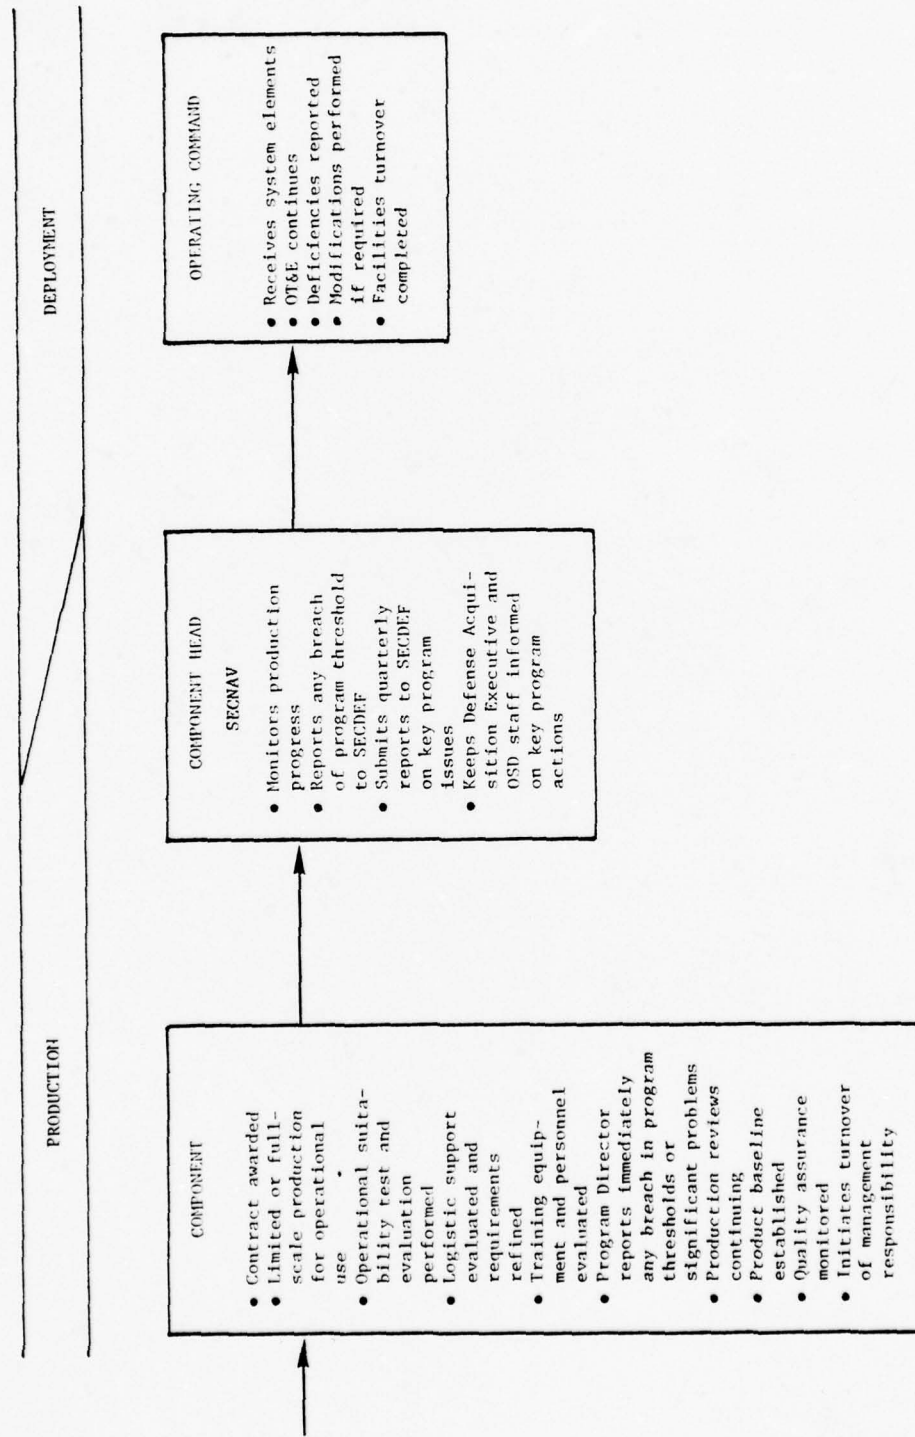 PRODUCTION
DEPLOYMENT
COMPONENT
• Contract awarded
• Limited or full-
scale production
for operational
use
• Operational suita-
bility test and
evaluation
performed
• Logistic support
evaluated and
requirements
refined
• Training equip-
ment and personnel
evaluated
• Program Director
reports immediately
any breach in program
thresholds or
significant problems
• Production reviews
continuing
• Product baseline
established
• Quality assurance
monitored
• Initiates turnover
of management
responsibility
COMPONENT HEAD
SECNAV
• Monitors production
progress
• Reports any breach
of program threshold
to SECDEF
• Submits quarterly
reports to SECDEF
on key program
issues
• Keeps Defense Acqui-
sition Executive and
OSD staff informed
on key program
actions
OPERATING COMMAND
• Receives system elements
• OT&E continues
• Deficiencies reported
• Modifications performed
if required
• Facilities turnover
completed